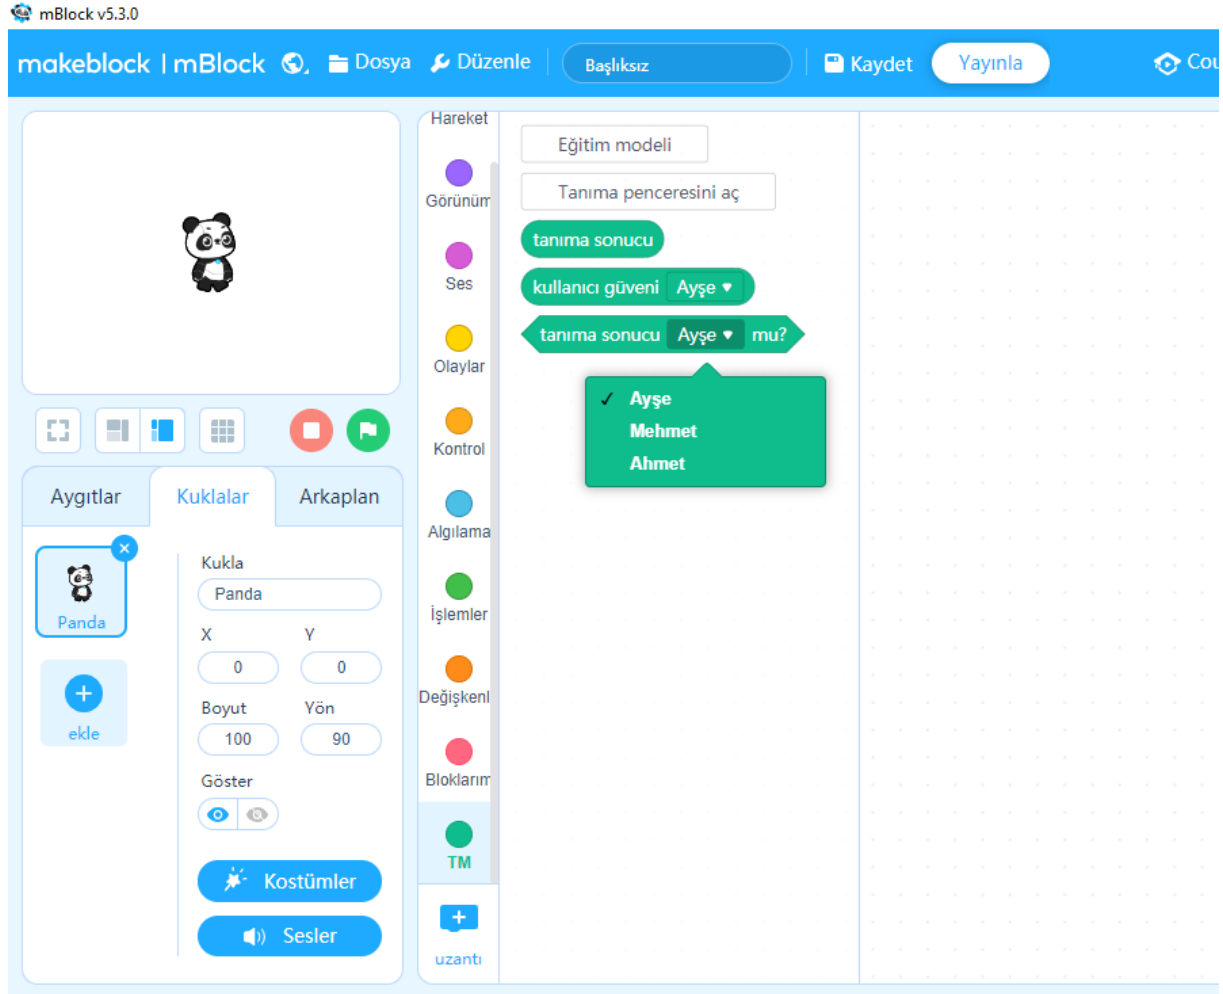 mBlock v5.3.0
makeblock | mBlock
Dosya
Düzenle
Başlıksız
Kaydet
Yayınla
Cou
Hareket
Görünüm
Ses
Olaylar
Kontrol
Algılama
İşlemler
Değişkenl
Bloklarım
TM
uzantı
Eğitim modeli
Tanıma penceresini aç
tanıma sonucu
kullanıcı güveni Ayşe
tanıma sonucu Ayşe mu?
Ayşe
Mehmet
Ahmet
Aygıtlar
Kuklalar
Arkaplan
Panda
ekle
Kukla
Panda
X Y
0 0
Boyut Yön
100 90
Göster
Kostümler
Sesler